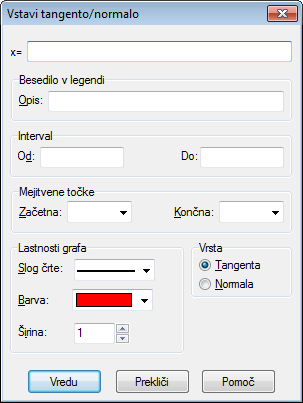 Vstavi tangento/normalo
x=
Besedilo v legendi
Opis:
Interval
Od: Do:
Mejitvene točke
Začetna: Končna:
Lastnosti grafa Vrsta
Slog črte: Tangenta
Barva: Normala
Širina: 1
Vredu Prekliči Pomoč